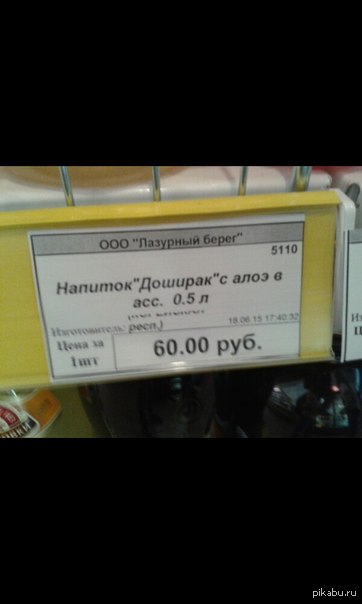 ООО "Лазурный берег"
5110
Напиток"Доширак"с алоэ в
асс. 0.5 л
Изготовитель: респ.)
18.06.15 17:40:32
Цена за
1шт
60.00 руб.
pikabu.ru